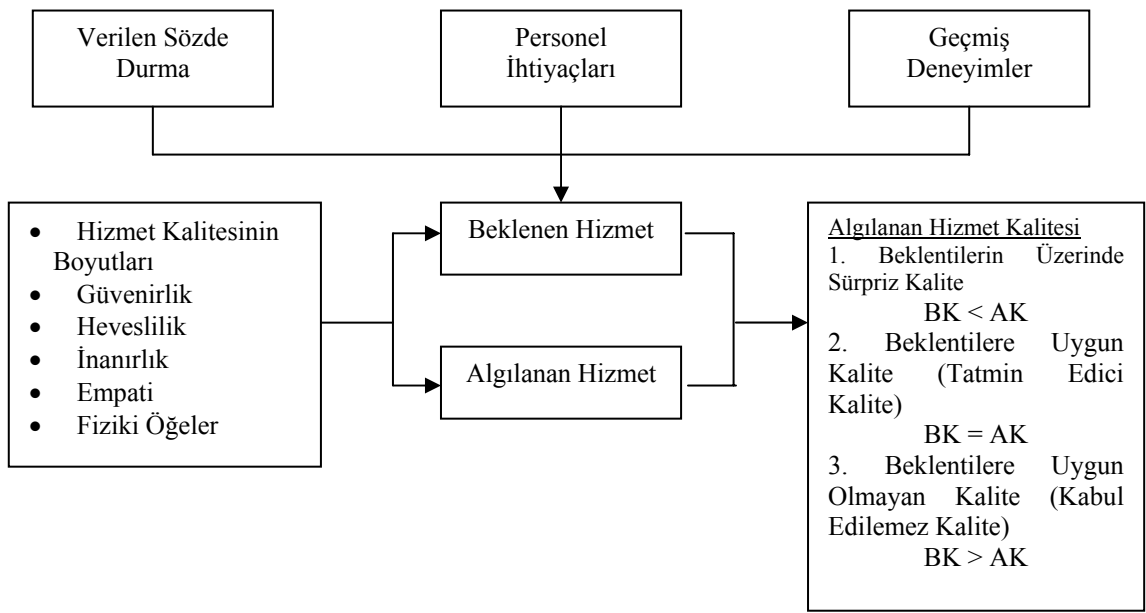 Verilen Sözde
Durma
Personel
İhtiyaçları
Geçmiş
Deneyimler
• Hizmet Kalitesinin
Boyutları
• Güvenirlik
• Heveslilik
• İnanırlık
• Empati
• Fiziki Öğeler
Beklenen Hizmet
Algılanan Hizmet
Algılanan Hizmet Kalitesi
1. Beklentilerin Üzerinde
Sürpriz Kalite
BK < AK
2. Beklentilere Uygun
Kalite (Tatmin Edici
Kalite)
BK = AK
3. Beklentilere Uygun
Olmayan Kalite (Kabul
Edilemez Kalite)
BK > AK